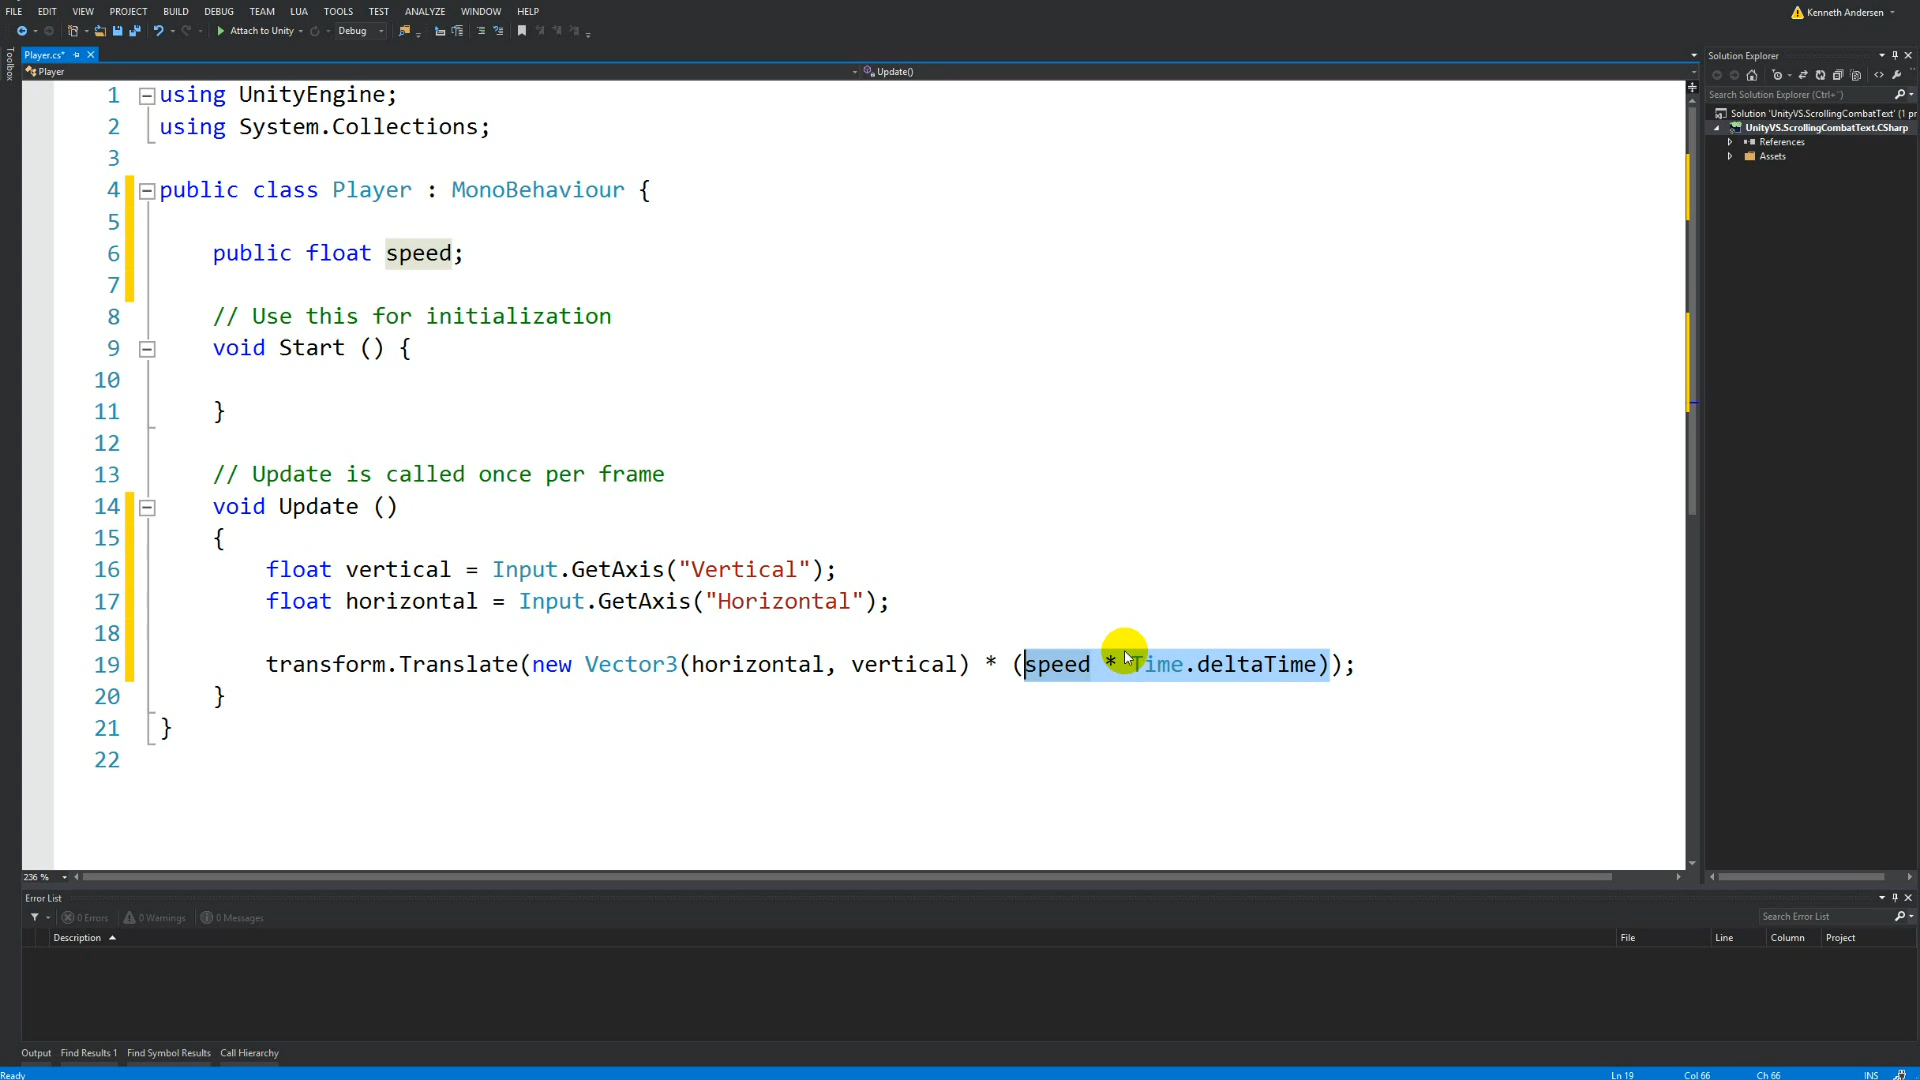 FILE EDIT VIEW PROJECT BUILD DEBUG TEAM LUA TOOLS TEST ANALYZE WINDOW HELP
Kenneth Andersen
Attach to Unity Debug
Player.cs*
Player Update()
1 using UnityEngine;
2 using System.Collections;
3
4 public class Player : MonoBehaviour {
5
6 public float speed;
7
8 // Use this for initialization
9 void Start () {
10
11 }
12
13 // Update is called once per frame
14 void Update ()
15 {
16 float vertical = Input.GetAxis("Vertical");
17 float horizontal = Input.GetAxis("Horizontal");
18
19 transform.Translate(new Vector3(horizontal, vertical) * (speed * Time.deltaTime));
20 }
21 }
22
236 %
Toolbox
Solution Explorer
Search Solution Explorer (Ctrl+¨)
Solution 'UnityVS.ScrollingCombatText' (1 pr
UnityVS.ScrollingCombatText.CSharp
References
Assets
Error List
0 Errors 0 Warnings 0 Messages
Search Error List
Description File Line Column Project
Output Find Results 1 Find Symbol Results Call Hierarchy
Ready Ln 19 Col 66 Ch 66 INS